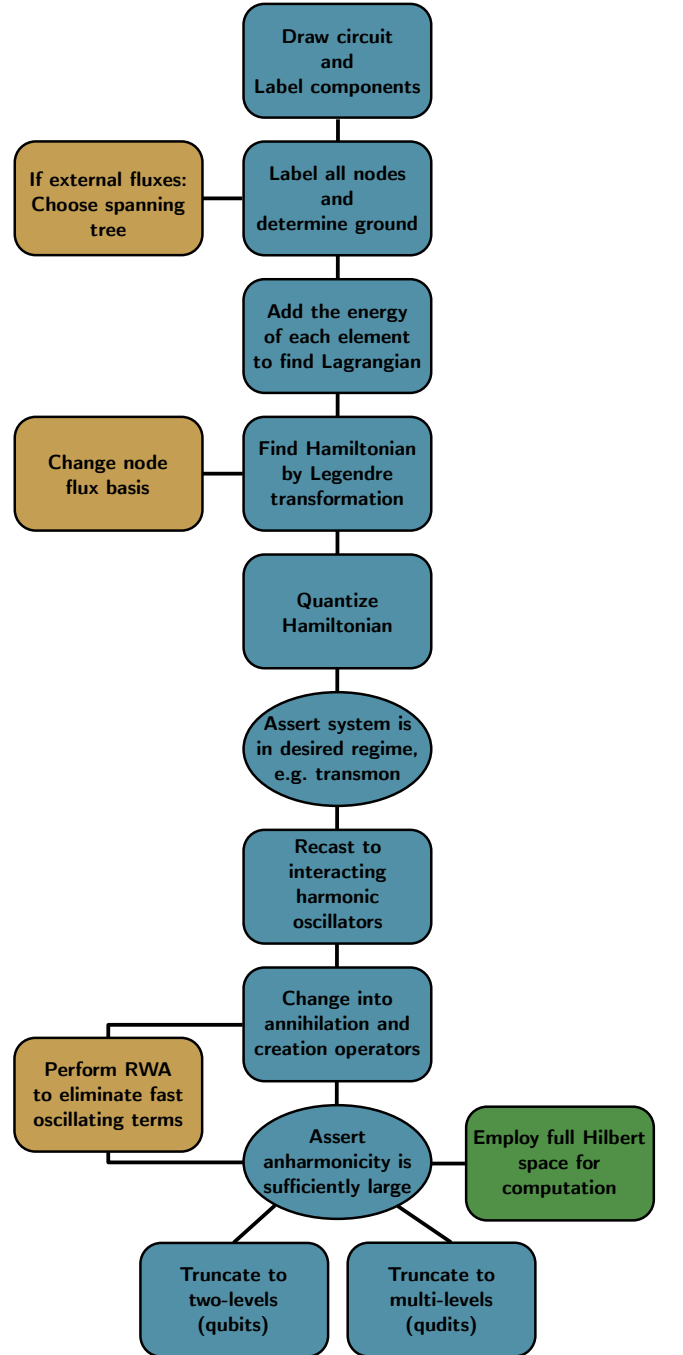 Draw circuit
and
Label components
If external fluxes:
Choose spanning
tree
Label all nodes
and
determine ground
Add the energy
of each element
to find Lagrangian
Change node
flux basis
Find Hamiltonian
by Legendre
transformation
Quantize
Hamiltonian
Assert system is
in desired regime,
e.g. transmon
Recast to
interacting
harmonic
oscillators
Change into
annihilation and
creation operators
Perform RWA
to eliminate fast
oscillating terms
Assert
anharmonicity is
sufficiently large
Employ full Hilbert
space for
computation
Truncate to
two-levels
(qubits)
Truncate to
multi-levels
(qudits)